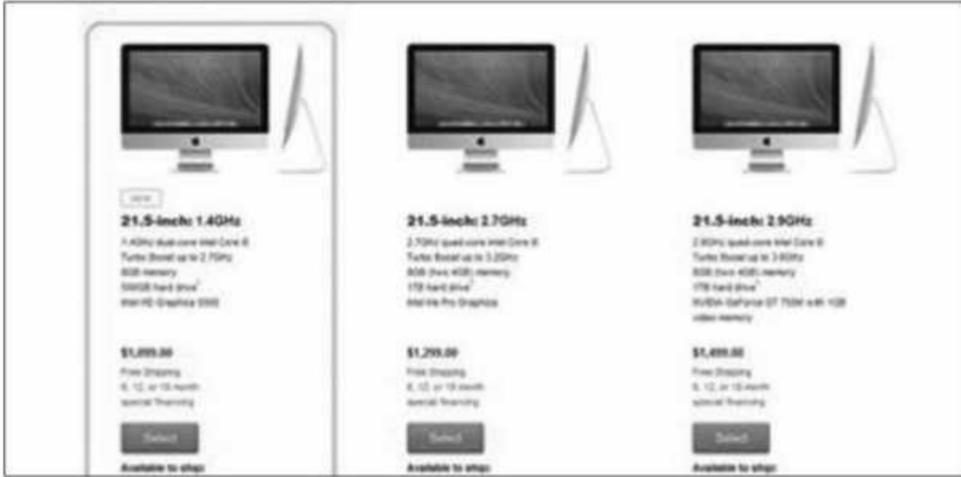 NEW
21.5-inch: 1.4GHz
1.4GHz dual-core Intel Core i5
Turbo Boost up to 2.7GHz
8GB memory
500GB hard drive¹
Intel HD Graphics 5000
$1,099.00
Free Shipping
6, 12, or 18 month
special financing
Select
Available to ship:
21.5-inch: 2.7GHz
2.7GHz quad-core Intel Core i5
Turbo Boost up to 3.2GHz
8GB (two 4GB) memory
1TB hard drive¹
Intel Iris Pro Graphics
$1,299.00
Free Shipping
6, 12, or 18 month
special financing
Select
Available to ship:
21.5-inch: 2.9GHz
2.9GHz quad-core Intel Core i5
Turbo Boost up to 3.6GHz
8GB (two 4GB) memory
1TB hard drive¹
NVIDIA GeForce GT 750M with 1GB
video memory
$1,499.00
Free Shipping
6, 12, or 18 month
special financing
Select
Available to ship: